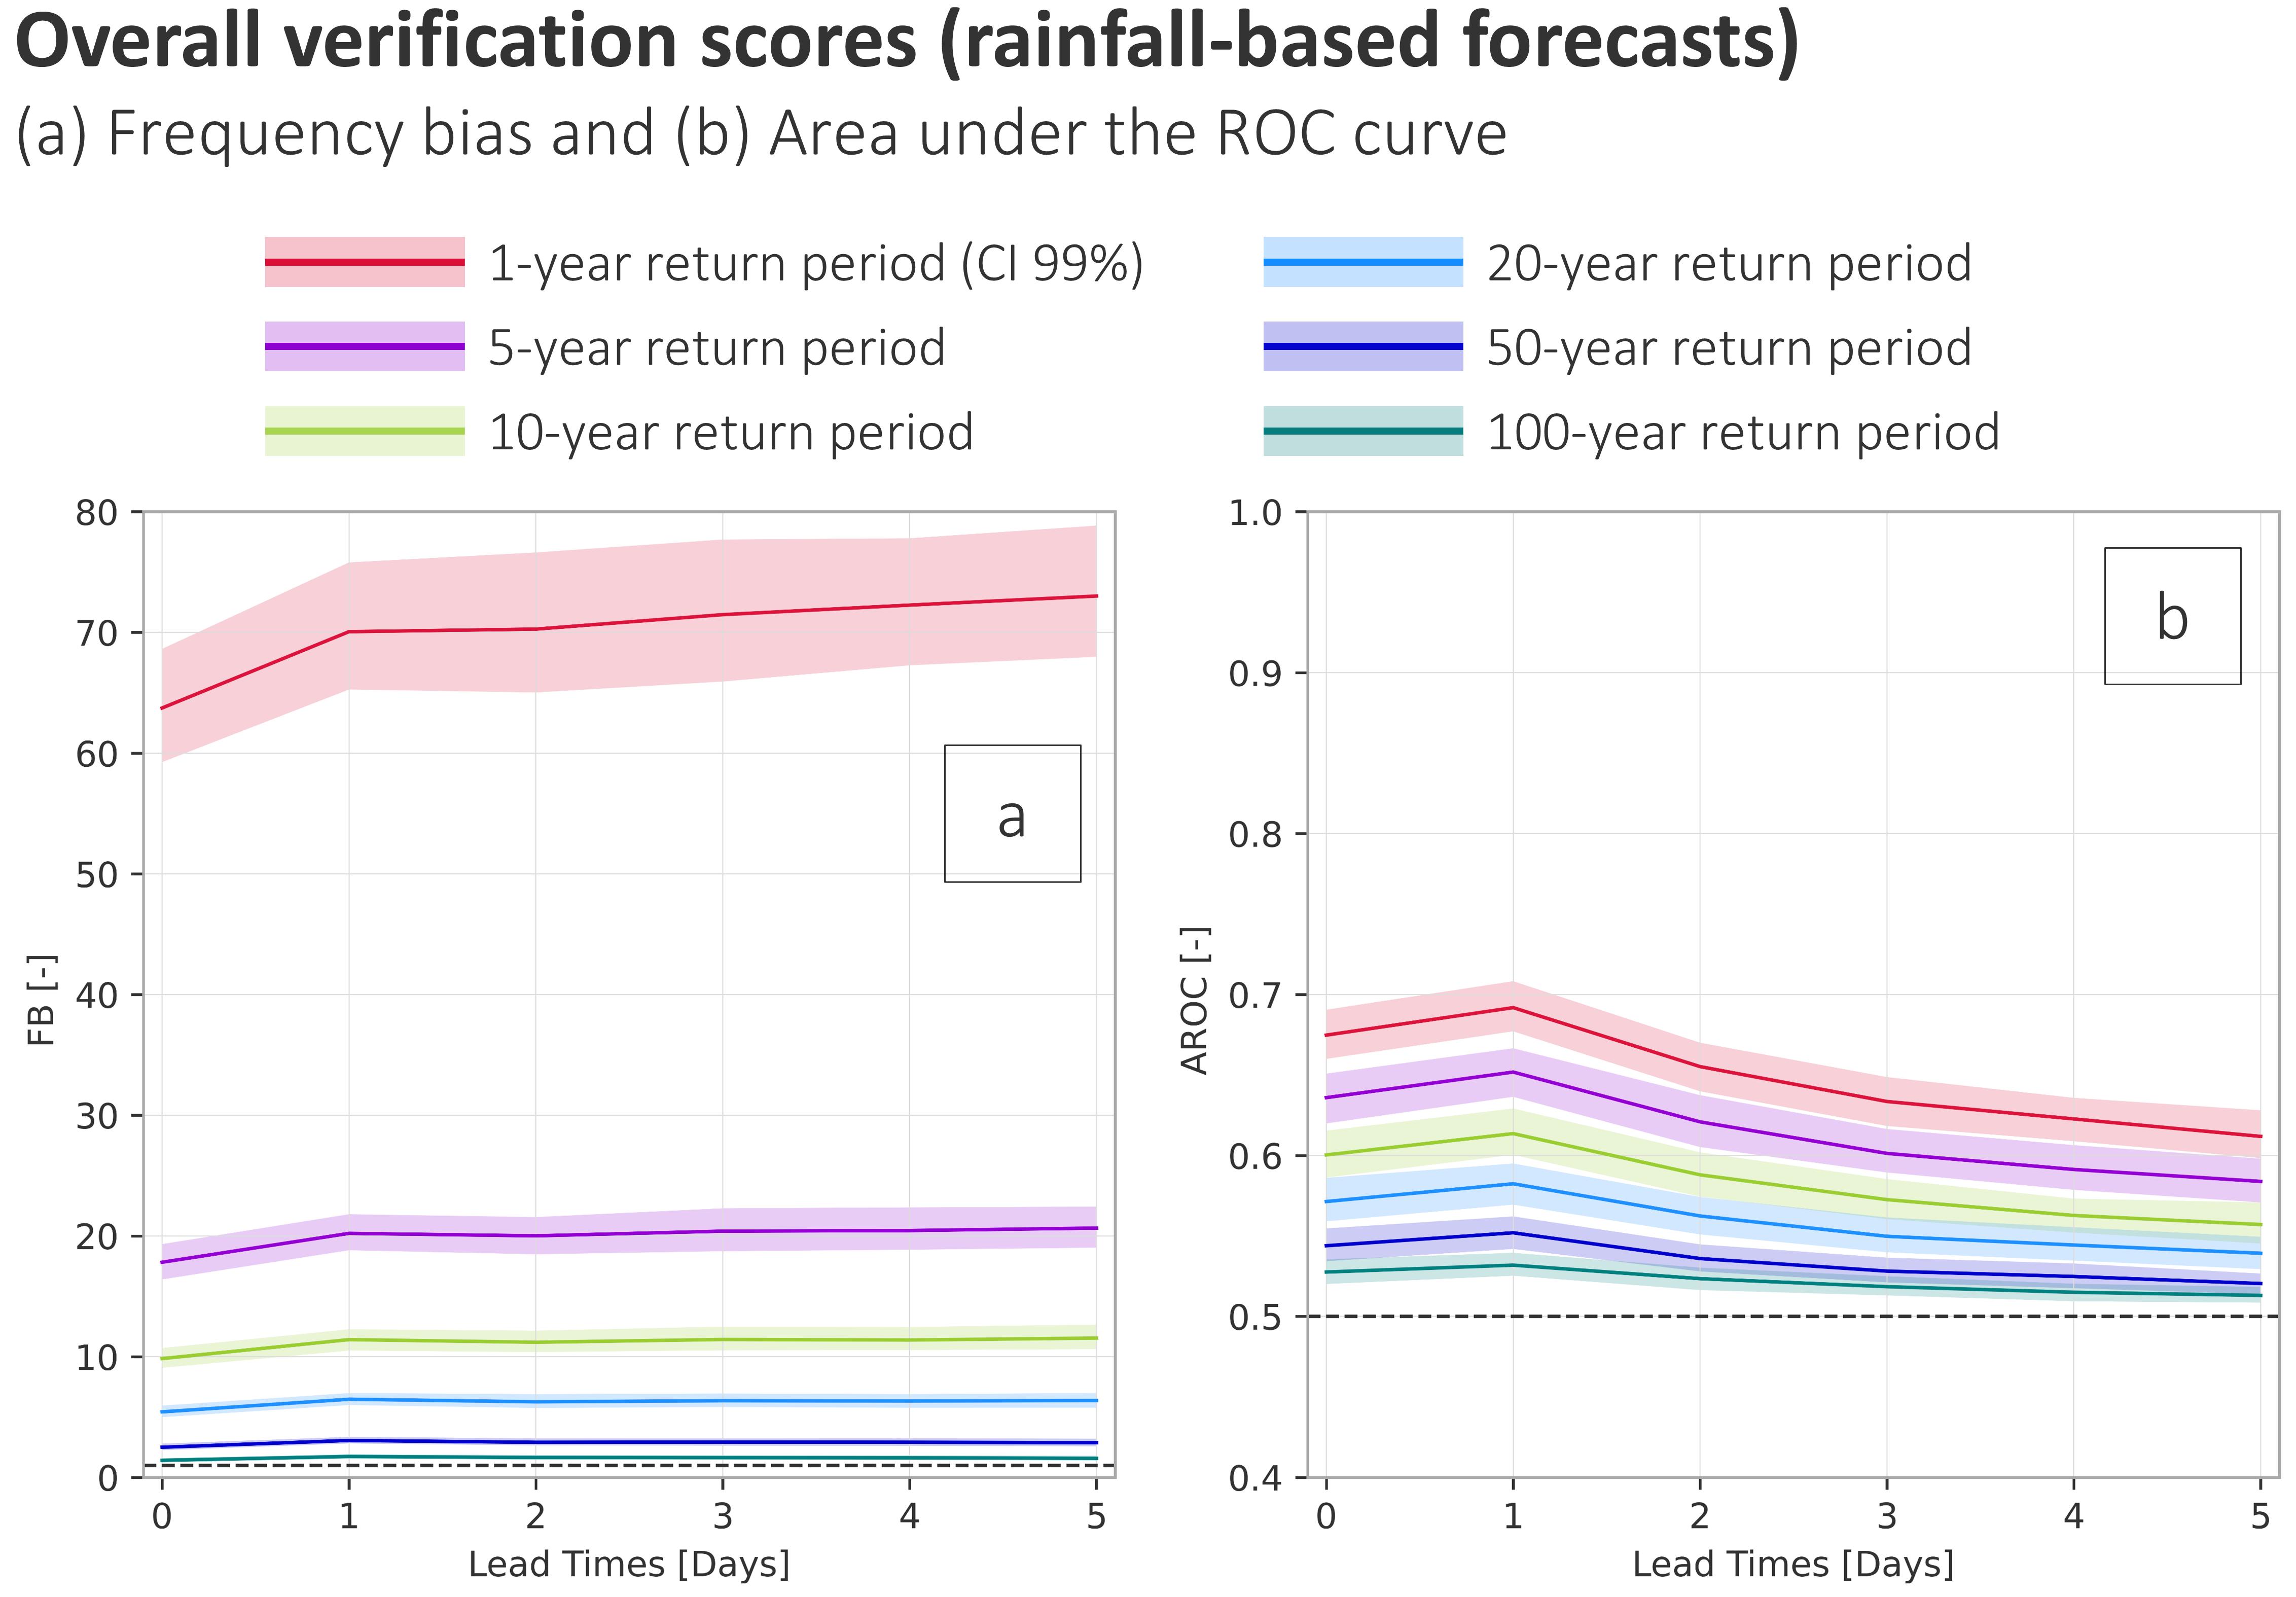 Overall verification scores (rainfall-based forecasts)
(a) Frequency bias and (b) Area under the ROC curve
1-year return period (CI 99%)
5-year return period
10-year return period
20-year return period
50-year return period
100-year return period
80
70
60
50
40
30
20
10
0
FB [-]
a
0 1 2 3 4 5
Lead Times [Days]
1.0
0.9
0.8
0.7
0.6
0.5
0.4
AROC [-]
b
0 1 2 3 4 5
Lead Times [Days]